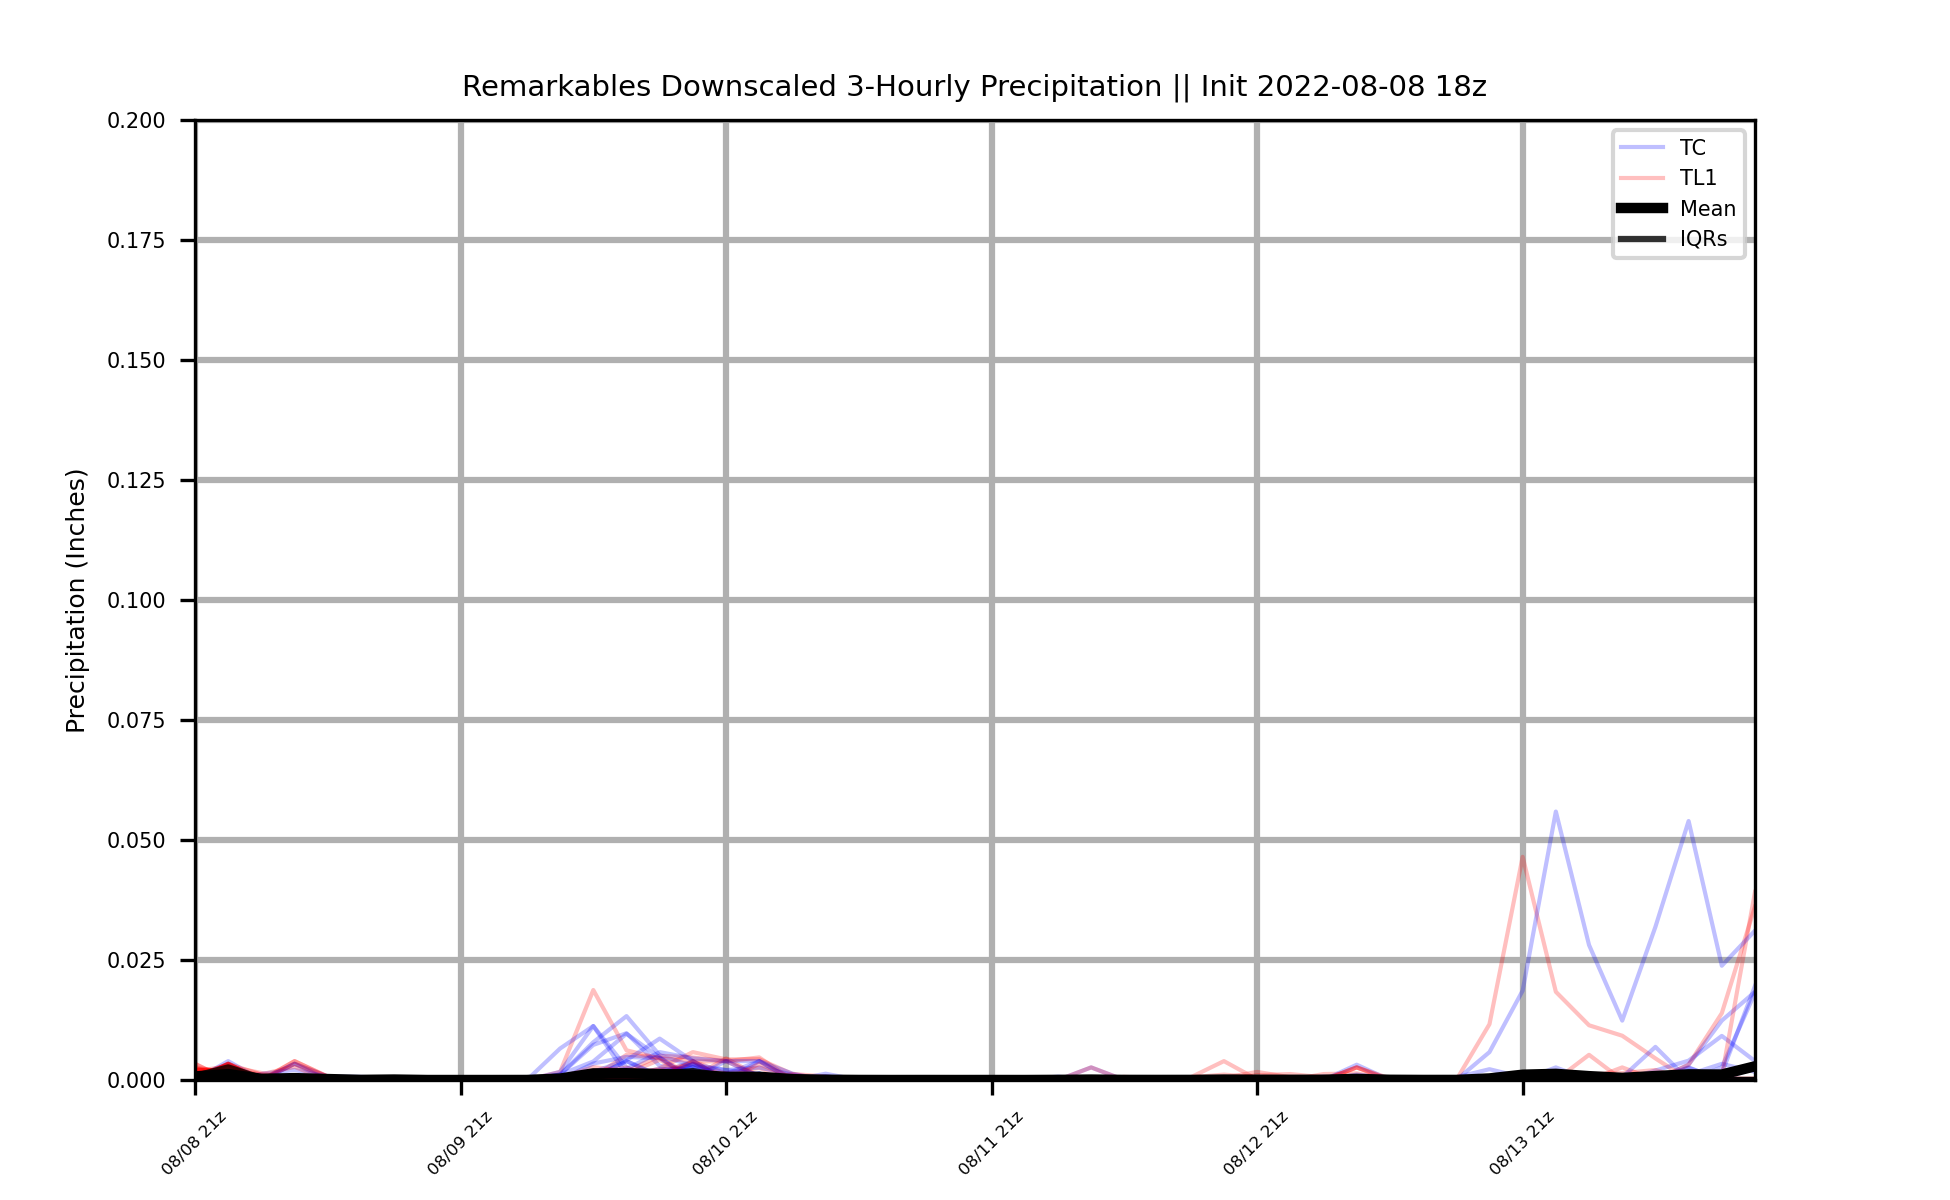 Remarkables Downscaled 3-Hourly Precipitation || Init 2022-08-08 18z
TC
TL1
Mean
IQRs
Precipitation (Inches)
0.200
0.175
0.150
0.125
0.100
0.075
0.050
0.025
0.000
08/08 21z
08/09 21z
08/10 21z
08/11 21z
08/12 21z
08/13 21z